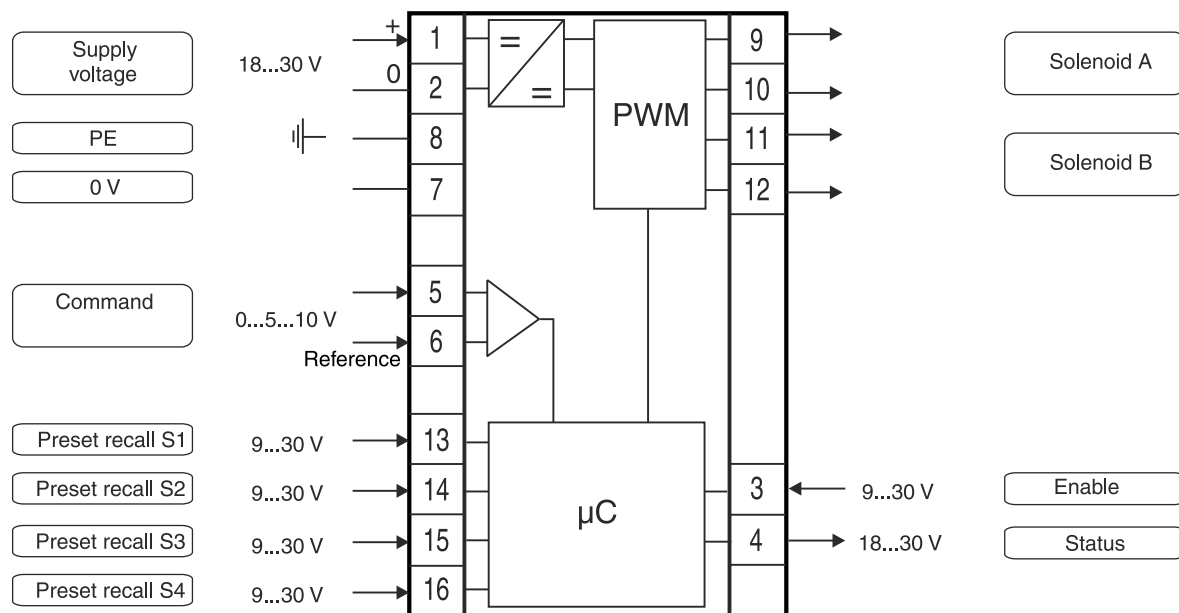 Supply
voltage
18...30 V
+
0
1
2
=
=
PWM
9
10
11
12
Solenoid A
Solenoid B
PE
8
0 V
7
Command
0...5...10 V
Reference
5
6
Preset recall S1
9...30 V
13
Preset recall S2
9...30 V
14
Preset recall S3
9...30 V
15
Preset recall S4
9...30 V
16
µC
3
9...30 V
Enable
4
18...30 V
Status